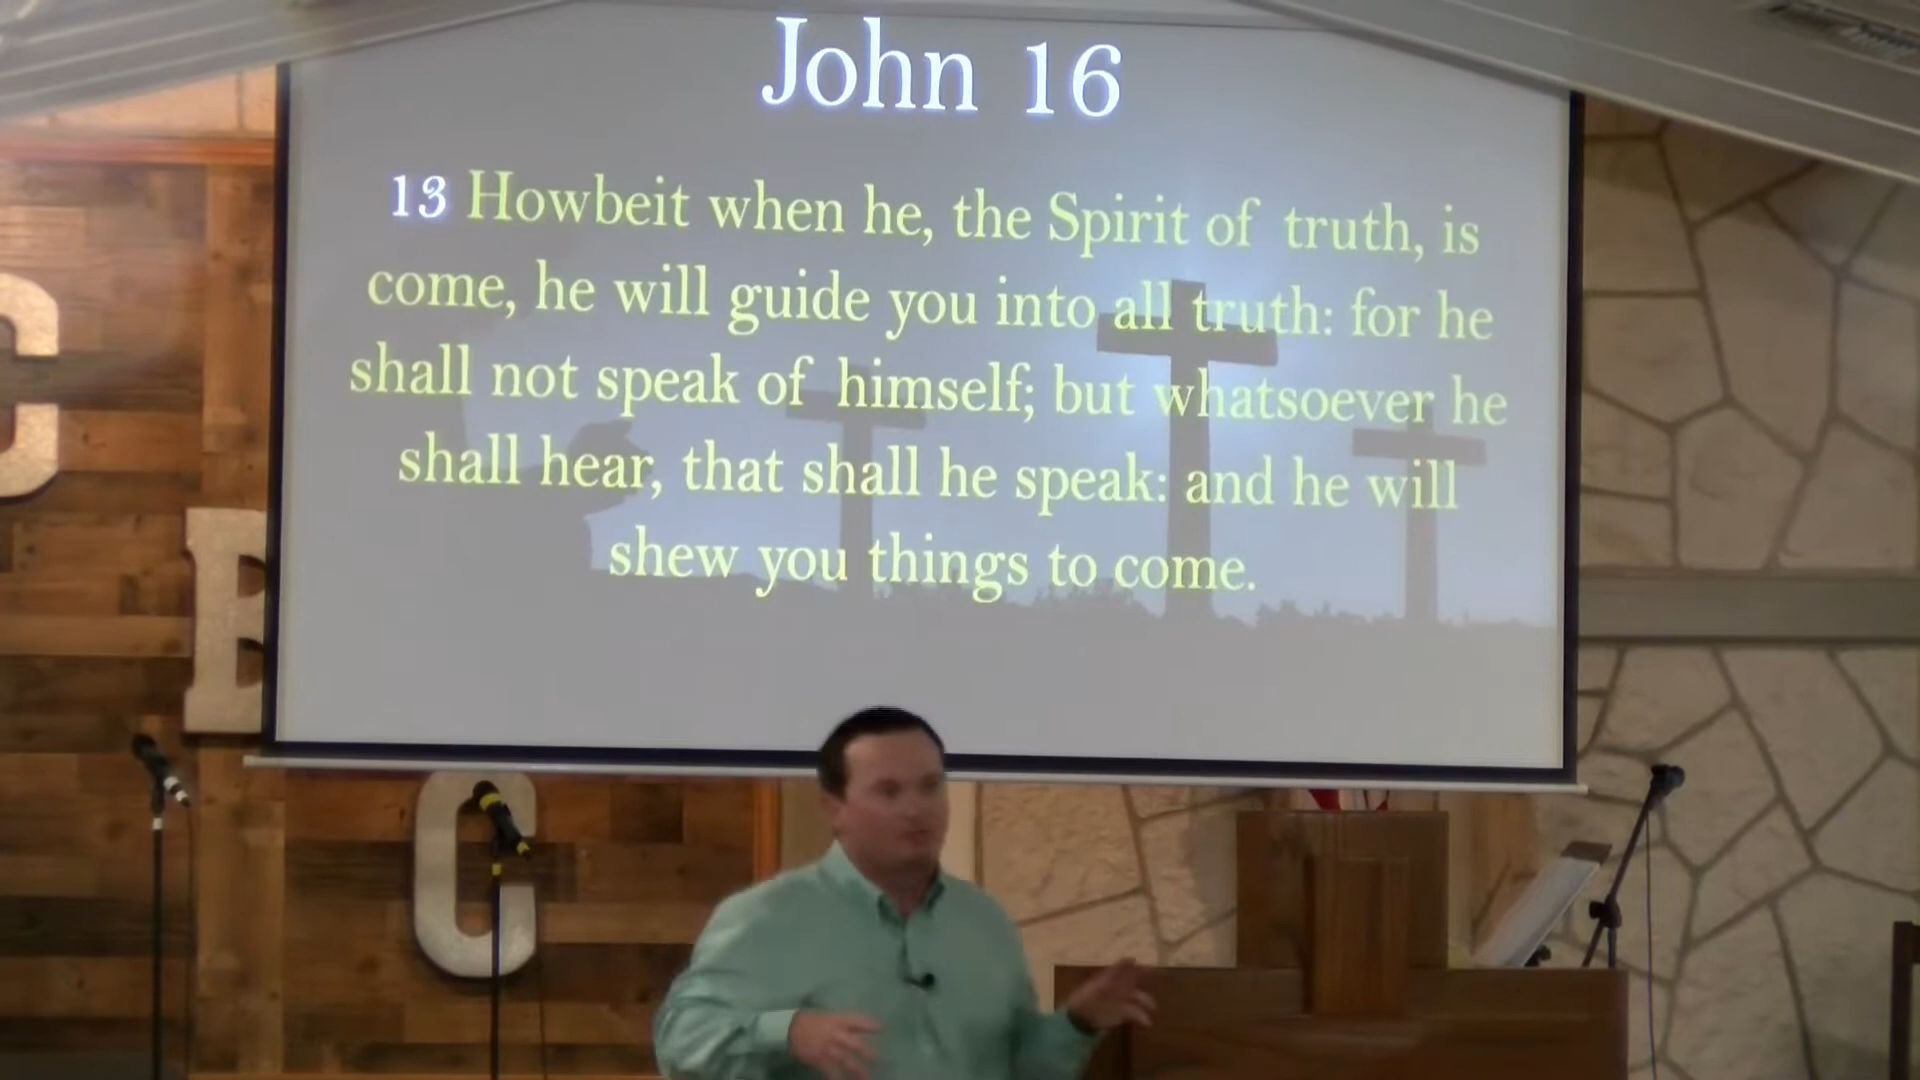 John 16
13 Howbeit when he, the Spirit of truth, is
come, he will guide you into all truth: for he
shall not speak of himself; but whatsoever he
shall hear, that shall he speak: and he will
shew you things to come.
C
B
C